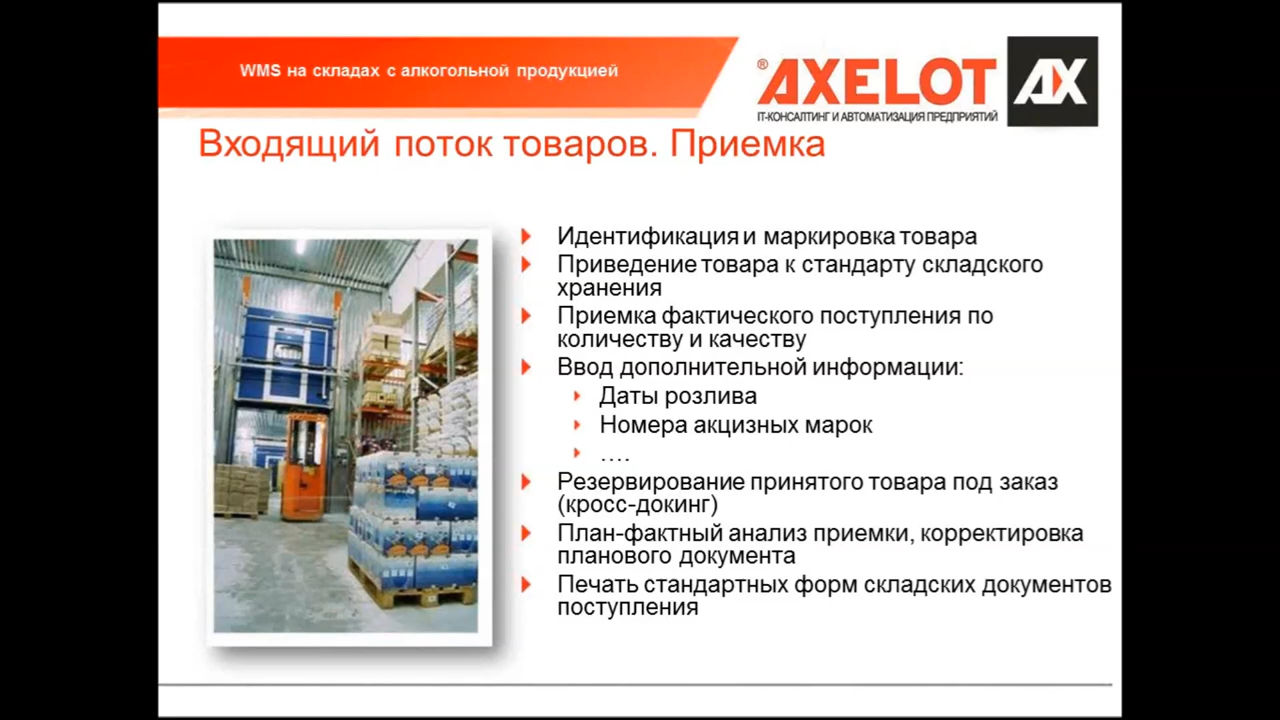 WMS на складах с алкогольной продукцией
® AXELOT AX
IT-КОНСАЛТИНГ И АВТОМАТИЗАЦИЯ ПРЕДПРИЯТИЙ
Входящий поток товаров. Приемка
Идентификация и маркировка товара
Приведение товара к стандарту складского
хранения
Приемка фактического поступления по
количеству и качеству
Ввод дополнительной информации:
Даты розлива
Номера акцизных марок
….
Резервирование принятого товара под заказ
(кросс-докинг)
План-фактный анализ приемки, корректировка
планового документа
Печать стандартных форм складских документов
поступления